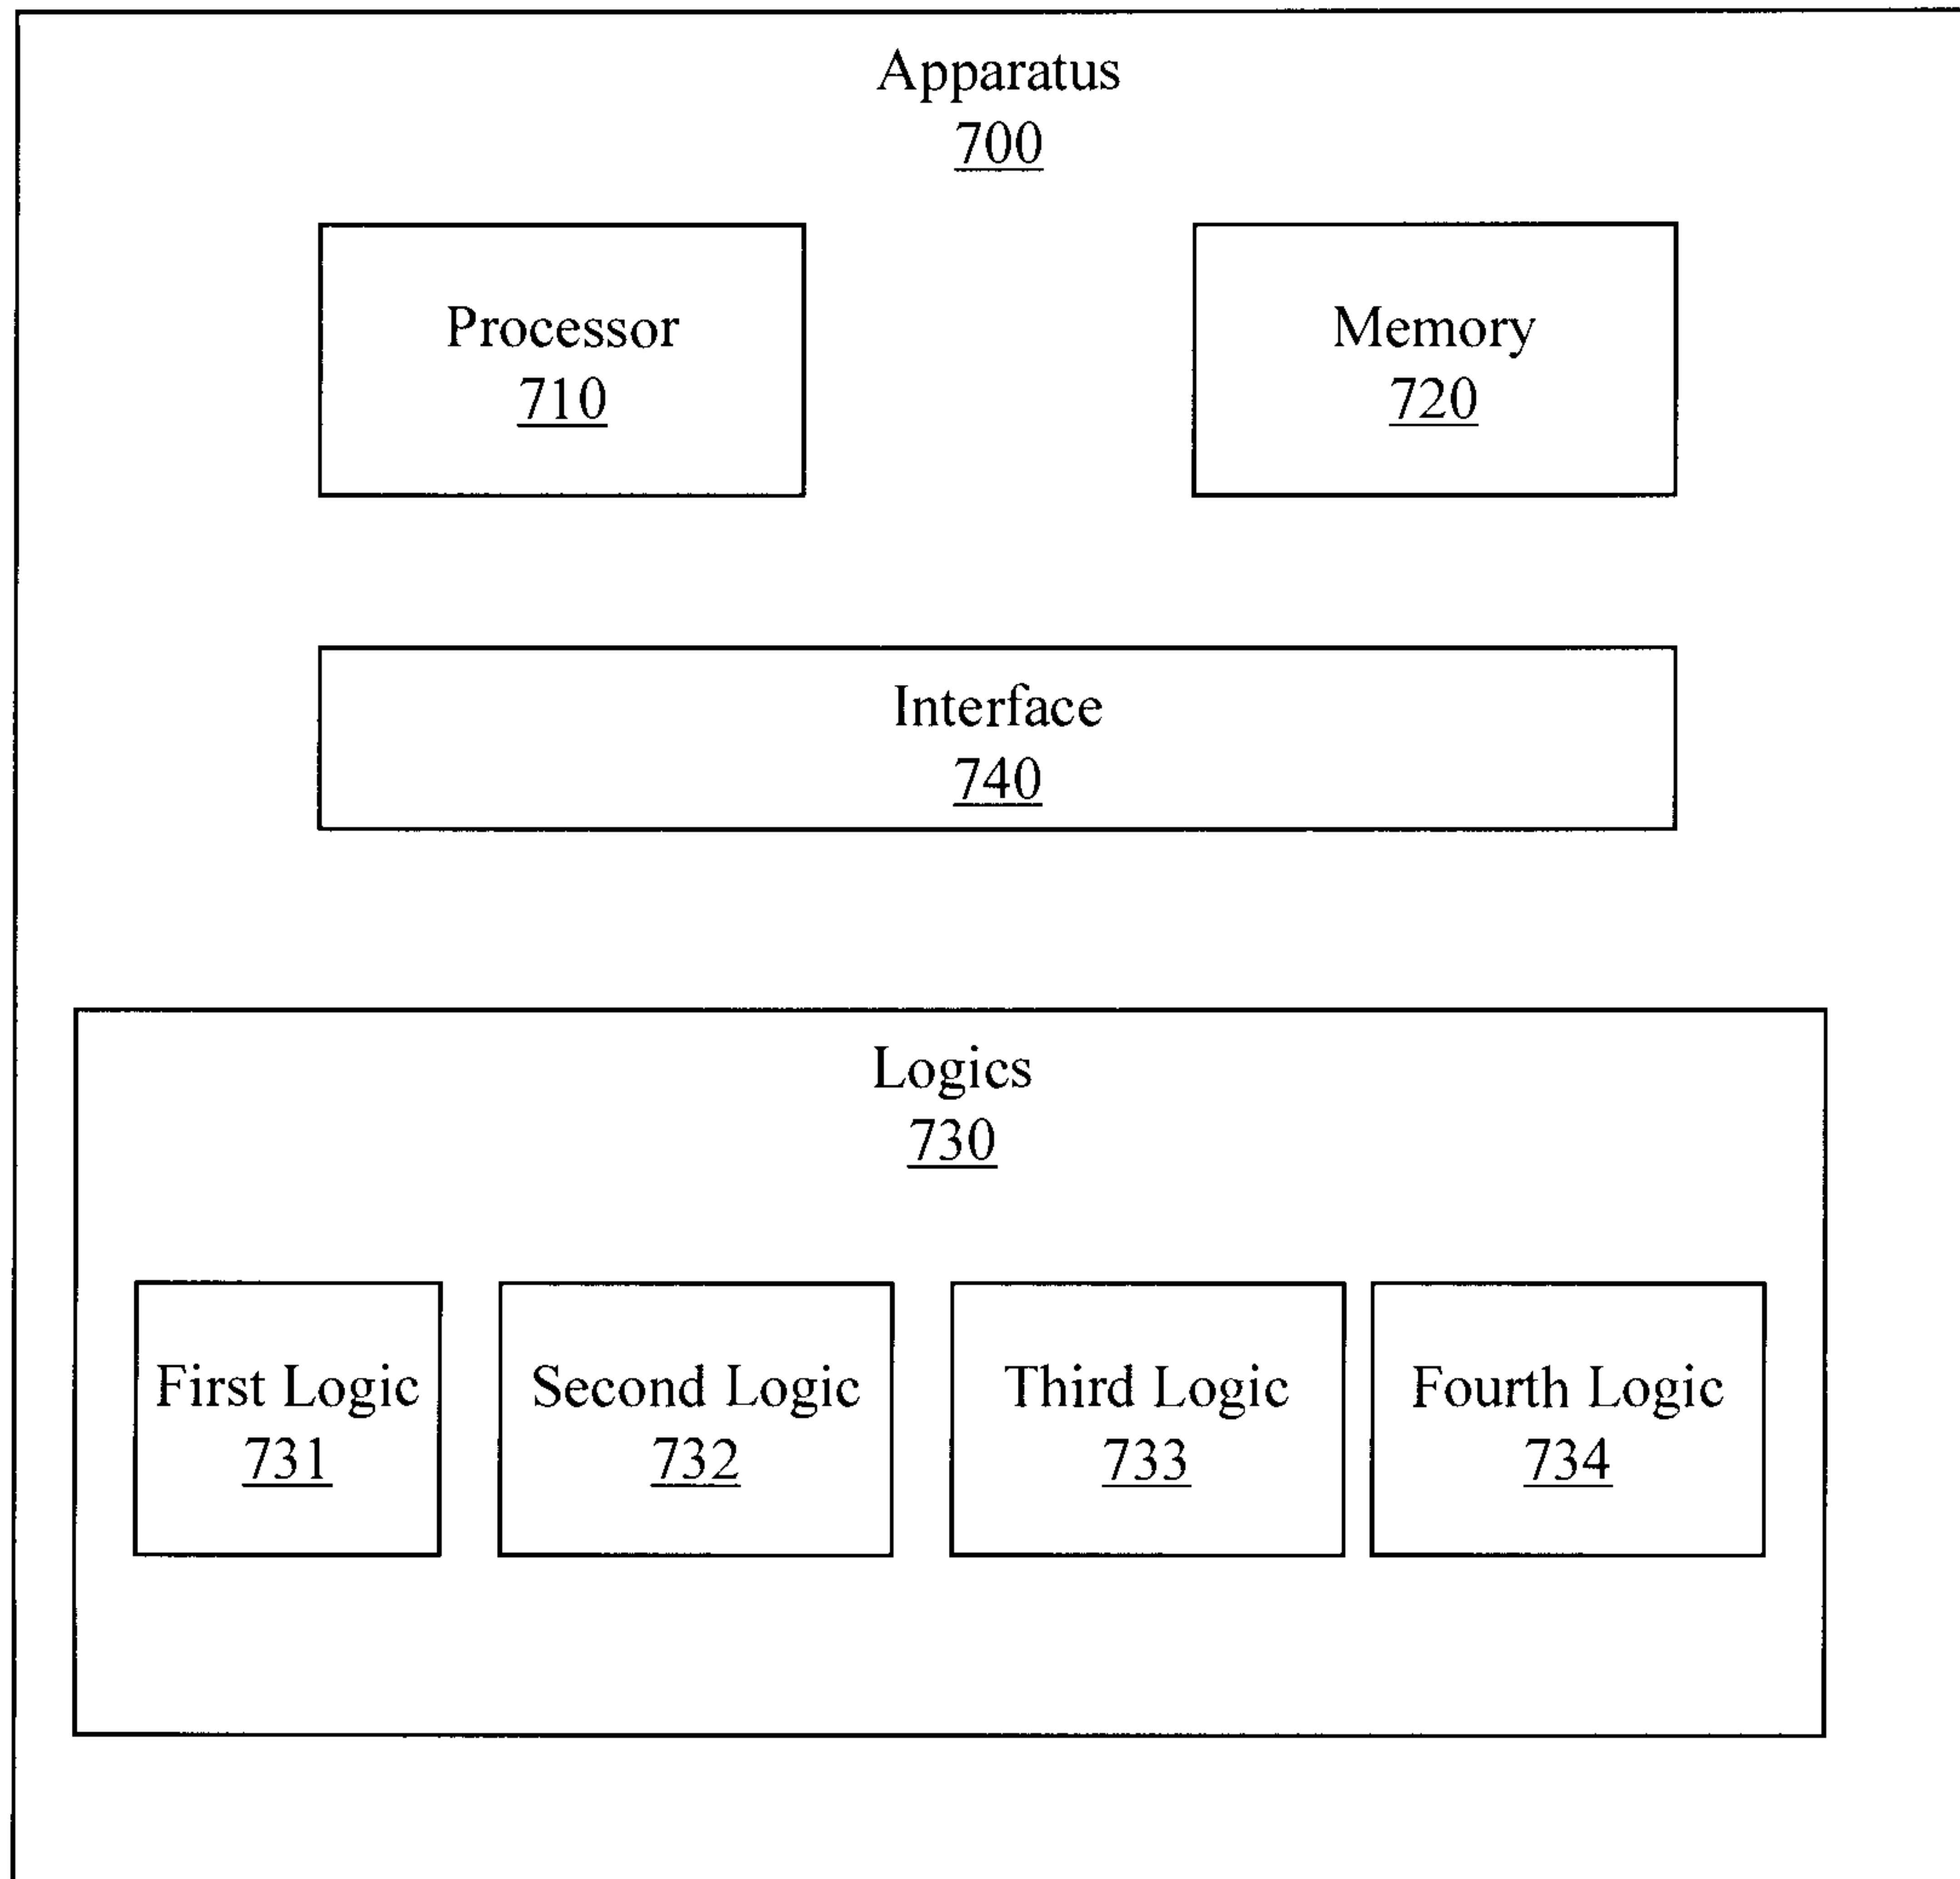 Apparatus
700
Processor
710
Memory
720
Interface
740
Logics
730
First Logic
731
Second Logic
732
Third Logic
733
Fourth Logic
734